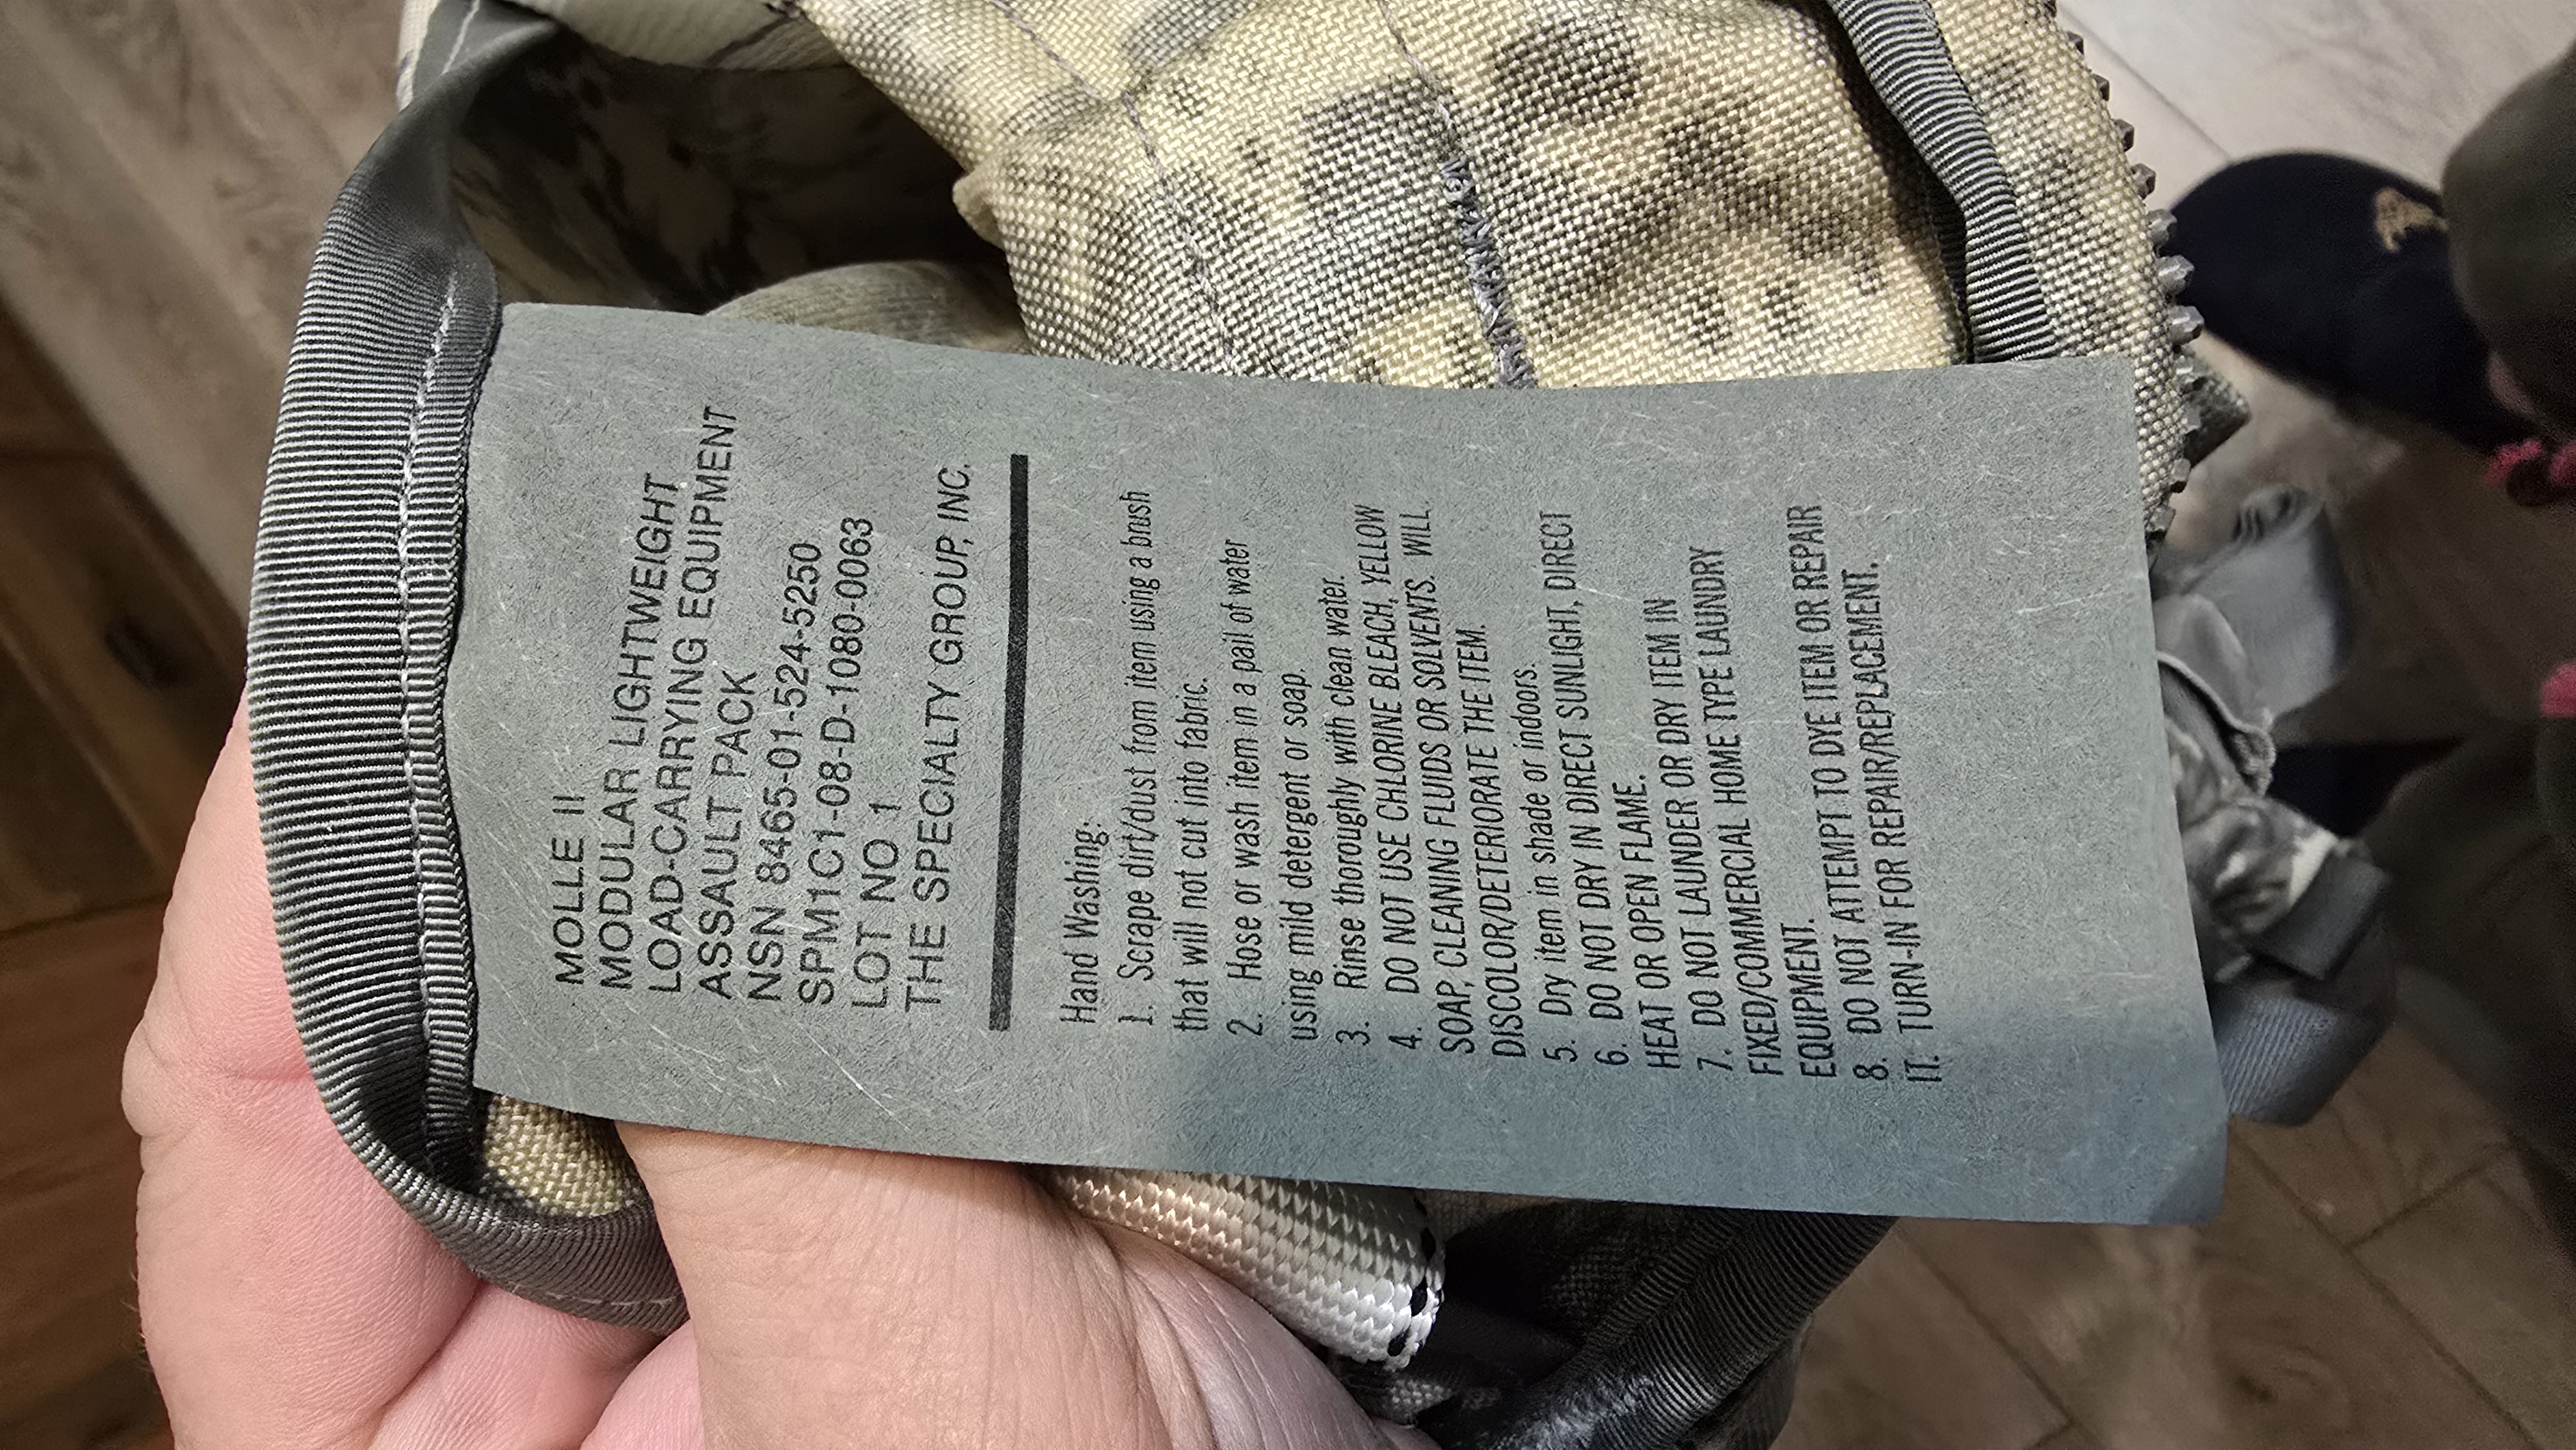 MOLLE II
MODULAR LIGHTWEIGHT
LOAD-CARRYING EQUIPMENT
ASSAULT PACK
NSN 8465-01-524-5250
SPM1C1-08-D-1080-0063
LOT NO 1
THE SPECIALTY GROUP, INC.
Hand Washing:
1. Scrape dirt/dust from item using a brush
that will not cut into fabric.
2. Hose or wash item in a pail of water
using mild detergent or soap.
3. Rinse thoroughly with clean water.
4. DO NOT USE CHLORINE BLEACH, YELLOW
SOAP, CLEANING FLUIDS OR SOLVENTS. WILL
DISCOLOR/DETERIORATE THE ITEM.
5. Dry item in shade or indoors.
6. DO NOT DRY IN DIRECT SUNLIGHT, DIRECT
HEAT OR OPEN FLAME.
7. DO NOT LAUNDER OR DRY ITEM IN
FIXED/COMMERCIAL HOME TYPE LAUNDRY
EQUIPMENT.
8. DO NOT ATTEMPT TO DYE ITEM OR REPAIR
IT. TURN-IN FOR REPAIR/REPLACEMENT.